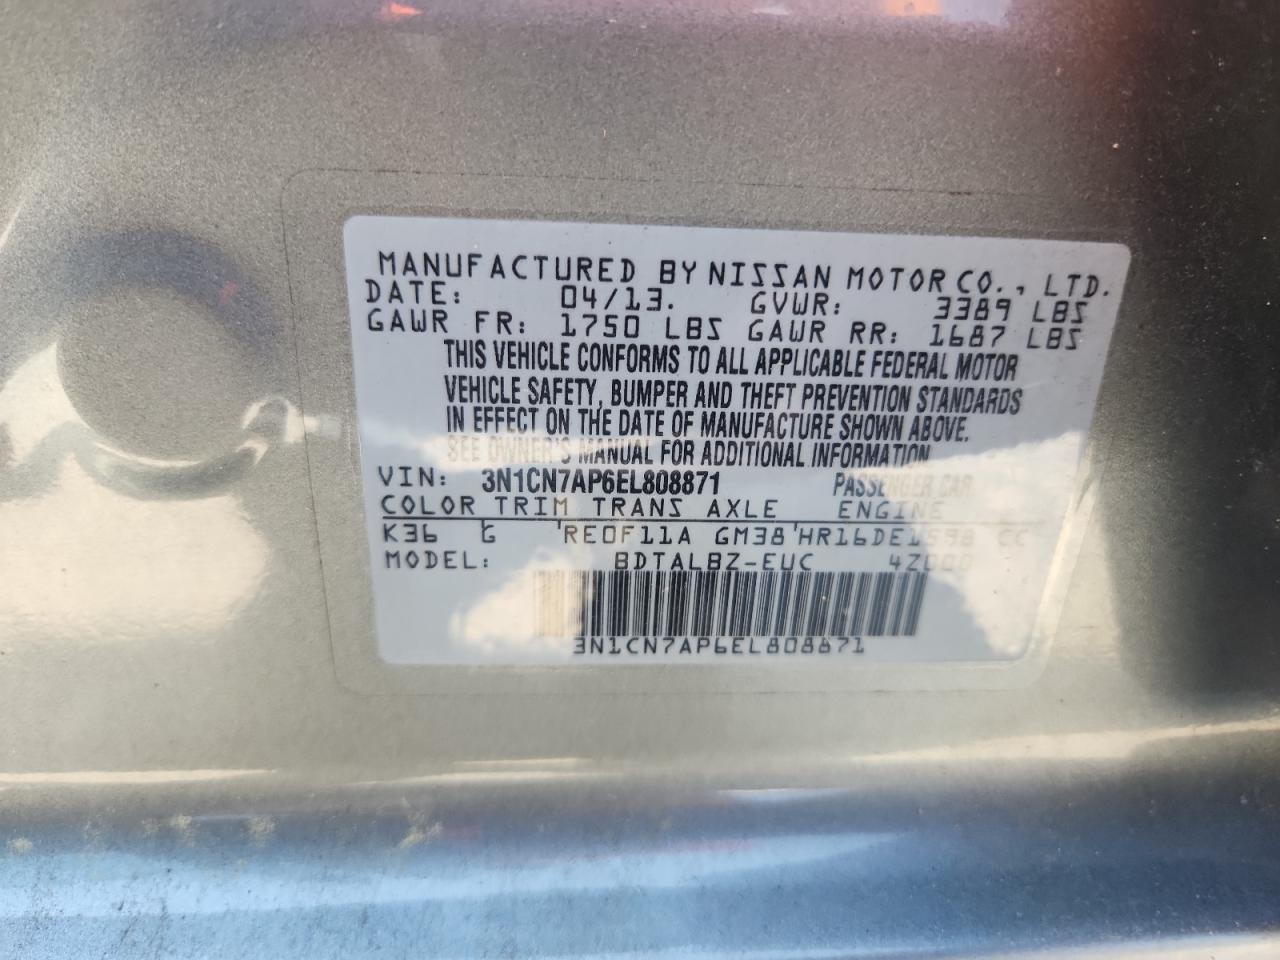 MANUFACTURED BY NISSAN MOTOR CO., LTD.
DATE: 04/13. GVWR: 3389 LBS
GAWR FR: 1750 LBS GAWR RR: 1687 LBS
THIS VEHICLE CONFORMS TO ALL APPLICABLE FEDERAL MOTOR
VEHICLE SAFETY, BUMPER AND THEFT PREVENTION STANDARDS
IN EFFECT ON THE DATE OF MANUFACTURE SHOWN ABOVE.
SEE OWNER'S MANUAL FOR ADDITIONAL INFORMATION
VIN: 3N1CN7AP6EL808871 PASSENGER CAR
COLOR TRIM TRANS AXLE ENGINE
K36 G 'RE0F11A GM38'HR16DE1598 CC
MODEL: BDTALBZ-EUC 4Z000
3N1CN7AP6EL808871